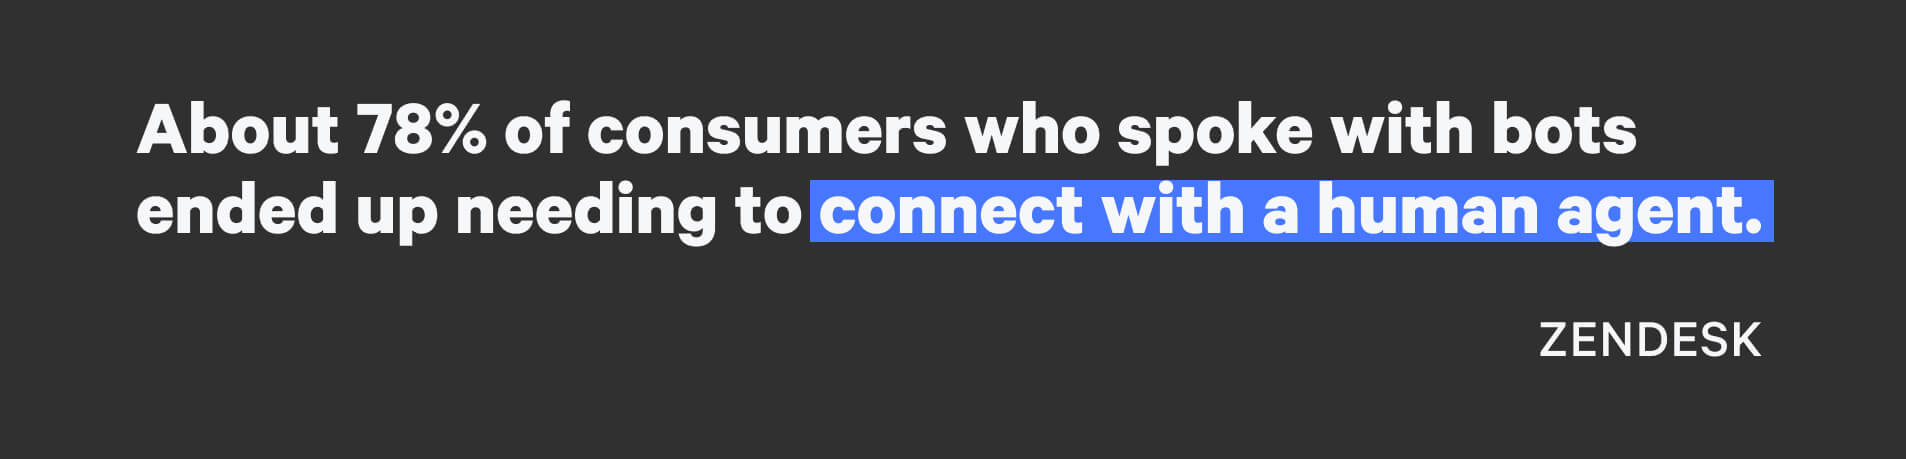 About 78% of consumers who spoke with bots
ended up needing to connect with a human agent.
ZENDESK